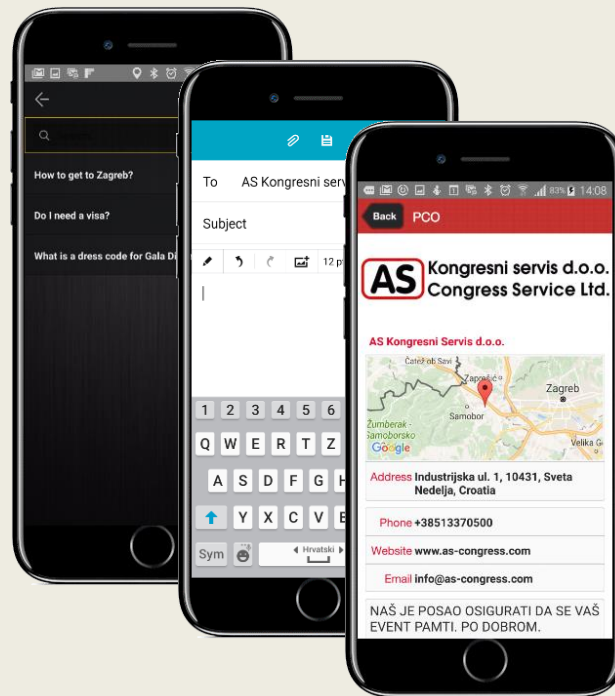 How to get to Zagreb?
Do I need a visa?
What is a dress code for Gala Di
To AS Kongresni serv
Subject
12 pt
1 2 3 4 5 6
Q W E R T Z
A S D F G H
Y X C V B
Sym
Hrvatski
83% 14:08
Back PCO
AS Kongresni servis d.o.o.
Congress Service Ltd.
AS Kongresni Servis d.o.o.
Čatež ob Savi
Zaprešić
Zagreb
Samobor
Žumberak -
Samoborsko
Velika G
Google
Address Industrijska ul. 1, 10431, Sveta
Nedelja, Croatia
Phone +38513370500
Website www.as-congress.com
Email info@as-congress.com
NAŠ JE POSAO OSIGURATI DA SE VAŠ
EVENT PAMTI. PO DOBROM.